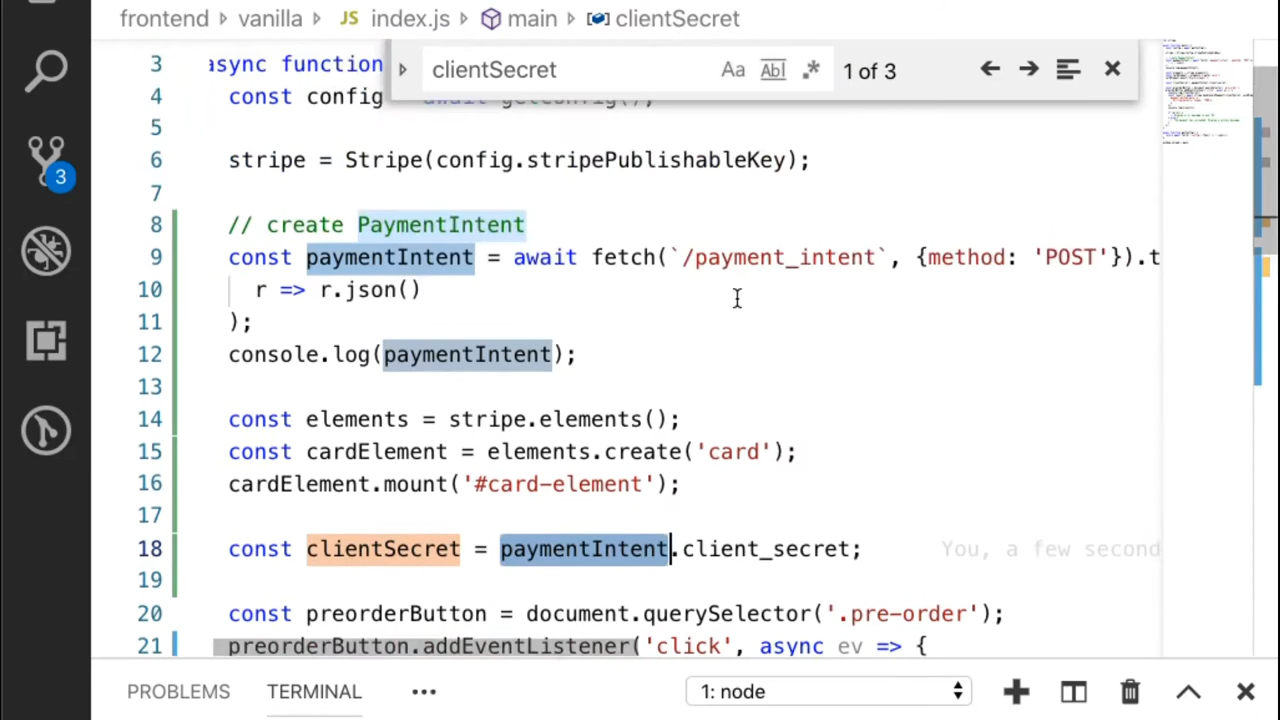 frontend vanilla JS index.js main clientSecret
clientSecret Aa Abl .* 1 of 3
3 async function
4 const config await getConfig();
5
6 stripe = Stripe(config.stripePublishableKey);
7
8 // create PaymentIntent
9 const paymentIntent = await fetch(`/payment_intent`, {method: 'POST'}).t
10 r => r.json()
11 );
12 console.log(paymentIntent);
13
14 const elements = stripe.elements();
15 const cardElement = elements.create('card');
16 cardElement.mount('#card-element');
17
18 const clientSecret = paymentIntent.client_secret; You, a few second
19
20 const preorderButton = document.querySelector('.pre-order');
21 preorderButton.addEventListener('click', async ev => {
3
PROBLEMS TERMINAL ••• 1: node